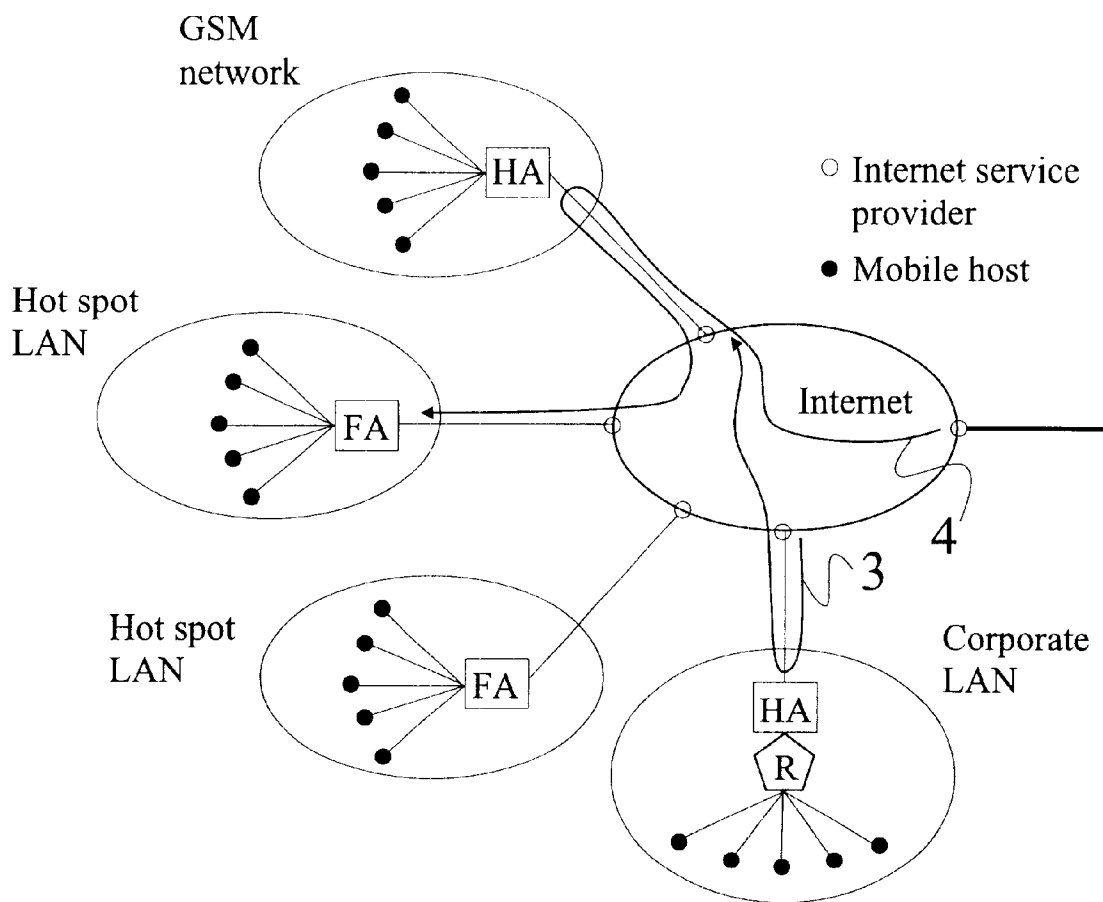 GSM
network
HA
Internet service
provider
Mobile host
Hot spot
LAN
FA
Internet
4
3
Hot spot
LAN
FA
Corporate
LAN
HA
R